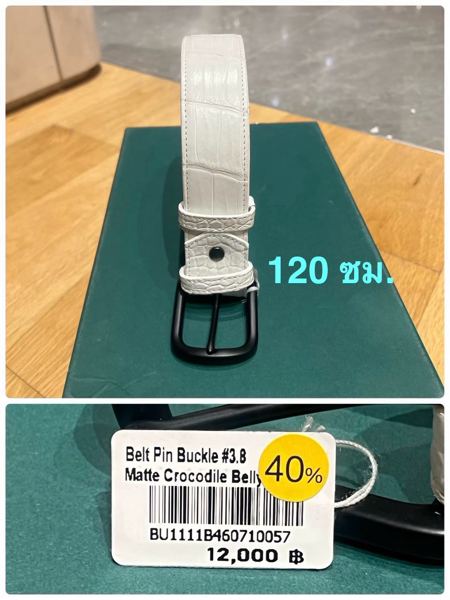 120 ซม.
Belt Pin Buckle #3.8
Matte Crocodile Belly
40%
BU1111B460710057
12,000 ฿